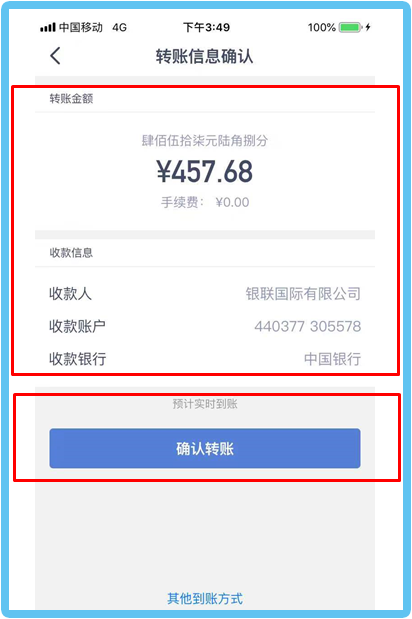 中国移动 4G 下午3:49 100%
转账信息确认
转账金额
肆佰伍拾柒元陆角捌分
¥457.68
手续费： ¥0.00
收款信息
收款人 银联国际有限公司
收款账户 440377 305578
收款银行 中国银行
预计实时到账
确认转账
其他到账方式